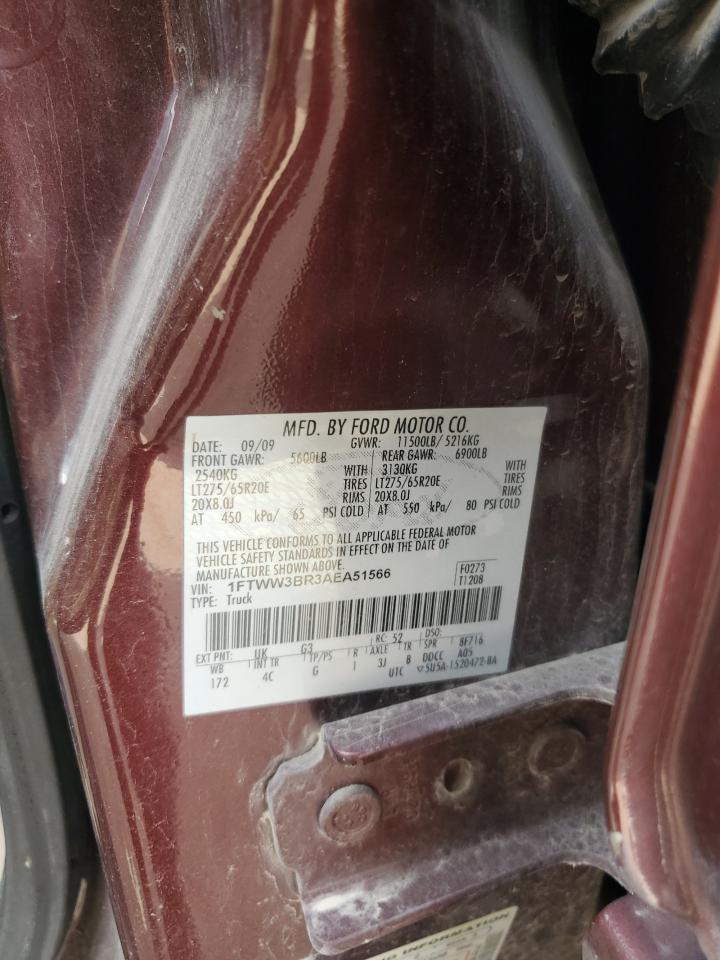 MFD. BY FORD MOTOR CO.
DATE: 09/09 GVWR: 11500LB/ 5216KG
FRONT GAWR: 5600LB REAR GAWR: 6900LB
2540KG WITH 3130KG WITH
LT275/65R20E TIRES LT275/65R20E TIRES
20X8.0J RIMS 20X8.0J RIMS
AT 450 kPa/ 65 PSI COLD AT 550 kPa/ 80 PSI COLD
THIS VEHICLE CONFORMS TO ALL APPLICABLE FEDERAL MOTOR
VEHICLE SAFETY STANDARDS IN EFFECT ON THE DATE OF
MANUFACTURE SHOWN ABOVE.
VIN: 1FTWW3BR3AEA51566 F0273
TYPE: Truck T1208
EXT PNT: UK G3 RC: 52 DSO:
WB INT TR TP/PS R AXLE TR SPR 8F716
172 4C G I 3J B DDCC A05
UTC ▽5U5A-1520472-BA
INFORMATION